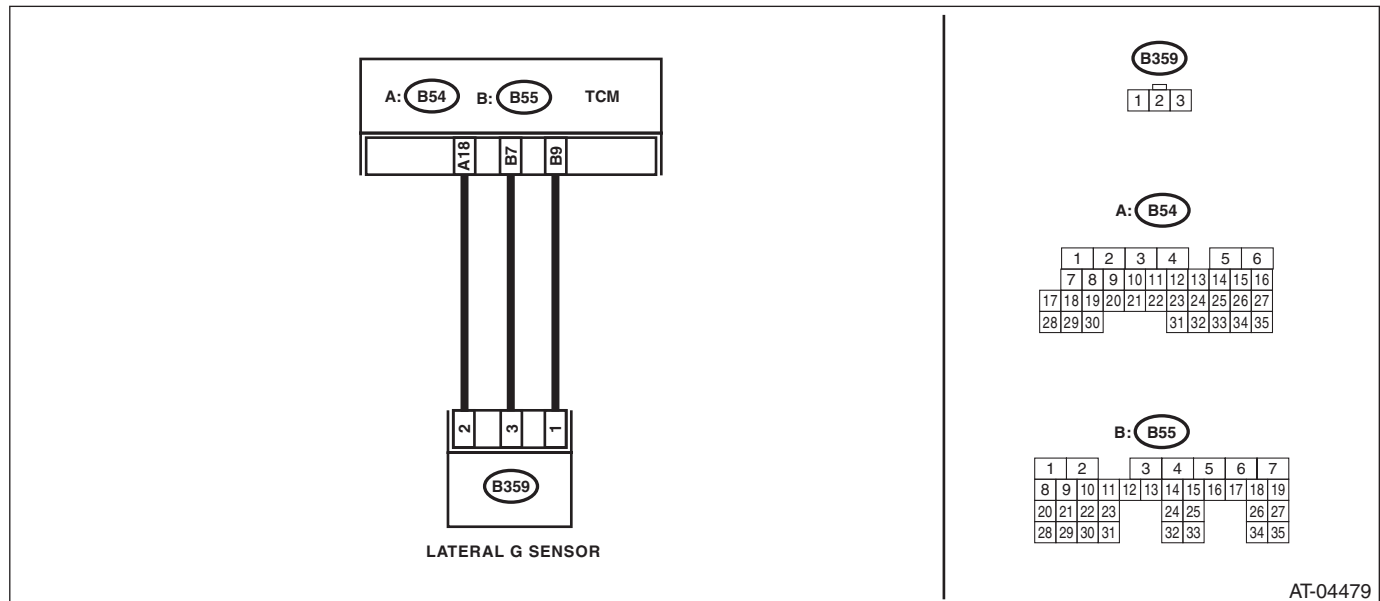 A: B54 B: B55 TCM
A18 B7 B9
2 3 1
B359
LATERAL G SENSOR
B359
1 2 3
A: B54
1 2 3 4 5 6
7 8 9 10 11 12 13 14 15 16
17 18 19 20 21 22 23 24 25 26 27
28 29 30 31 32 33 34 35
B: B55
1 2 3 4 5 6 7
8 9 10 11 12 13 14 15 16 17 18 19
20 21 22 23 24 25 26 27
28 29 30 31 32 33 34 35
AT-04479